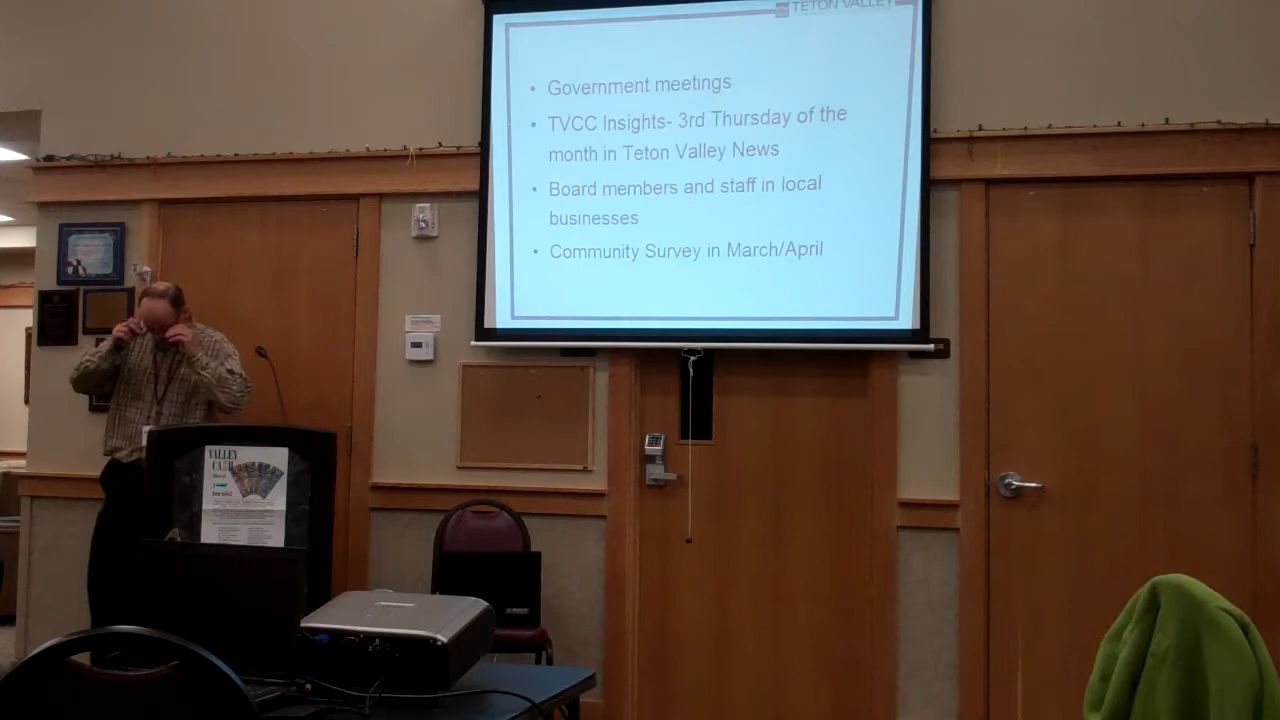 TETON VALLEY
• Government meetings
• TVCC Insights- 3rd Thursday of the
month in Teton Valley News
• Board members and staff in local
businesses
• Community Survey in March/April
VALLEY